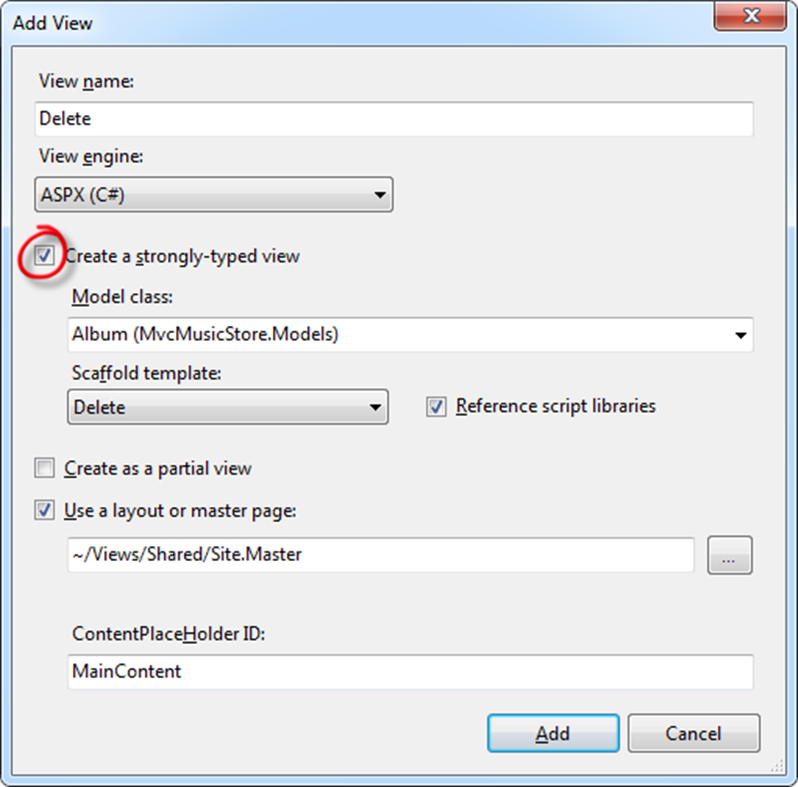 Add View
View name:
Delete
View engine:
ASPX (C#)
Create a strongly-typed view
Model class:
Album (MvcMusicStore.Models)
Scaffold template:
Delete
Reference script libraries
Create as a partial view
Use a layout or master page:
~/Views/Shared/Site.Master
...
ContentPlaceHolder ID:
MainContent
Add
Cancel